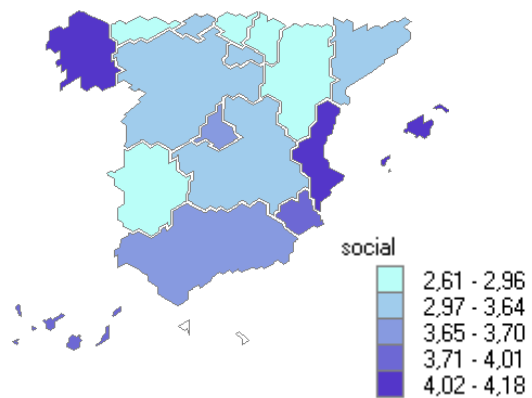 social
2,61 - 2,96
2,97 - 3,64
3,65 - 3,70
3,71 - 4,01
4,02 - 4,18